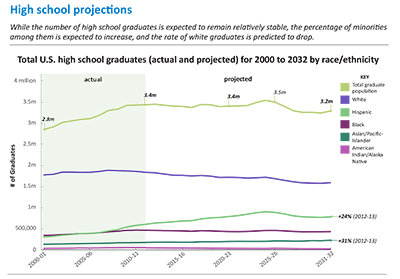 High school projections
While the number of high school graduates is expected to remain relatively stable, the percentage of minorities
among them is expected to increase, and the rate of white graduates is predicted to drop.
Total U.S. high school graduates (actual and projected) for 2000 to 2032 by race/ethnicity
4 million
actual
projected
KEY
Total graduate
population
White
Hispanic
Black
Asian/Pacific-
Islander
American
Indian/Alaska
Native
3.5m
3m
2.5m
2m
1.5m
1m
500,000
0
# of Graduates
2.8m
3.4m
3.4m
3.5m
3.2m
+24% (2012-13)
+31% (2012-13)
2000-01
2005-06
2010-11
2015-16
2020-21
2025-26
2031-32